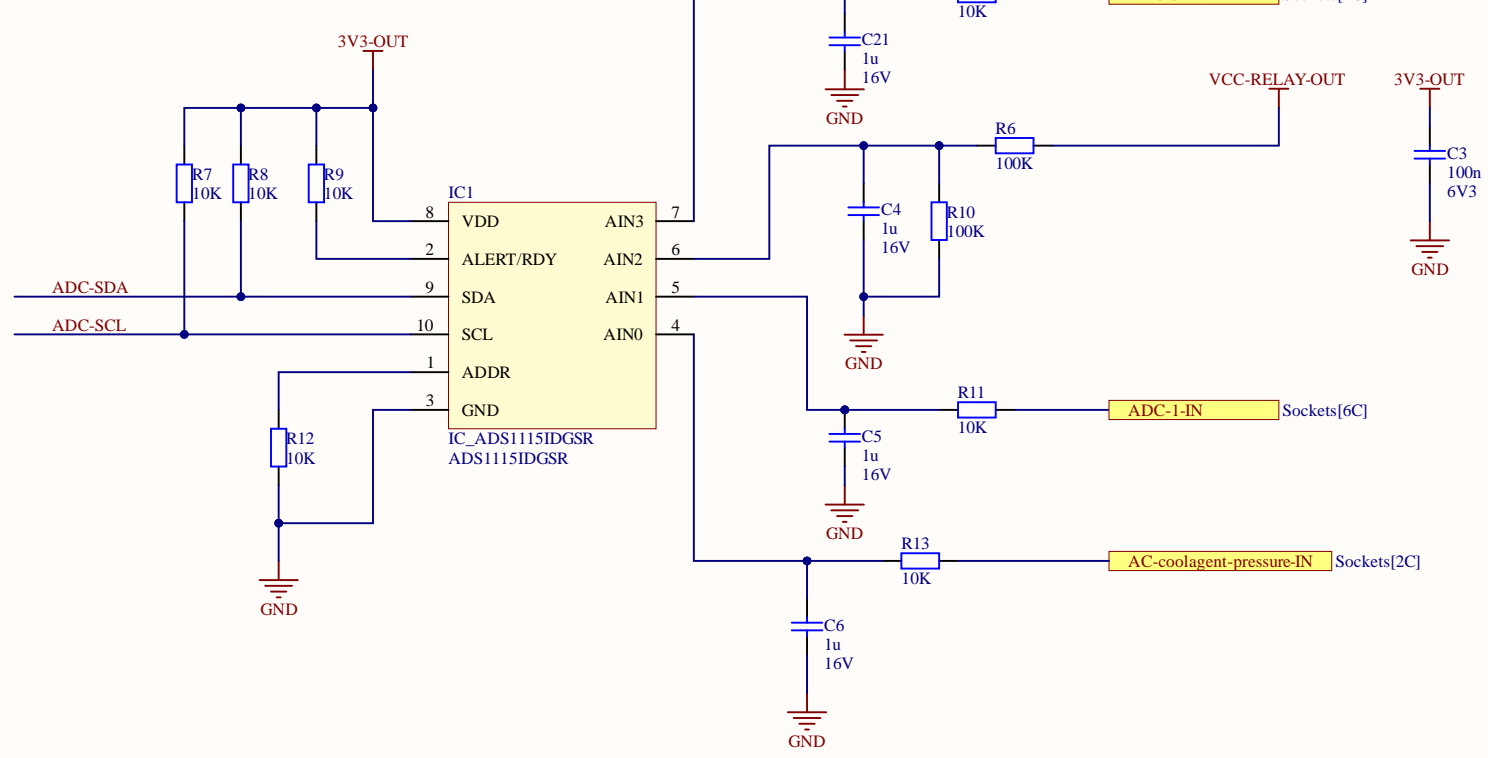 10K
C21
1u
16V
GND
3V3-OUT
VCC-RELAY-OUT
3V3-OUT
R6
100K
C3
100n
6V3
GND
R7
10K
R8
10K
R9
10K
C4
1u
16V
R10
100K
GND
IC1
8 VDD
2 ALERT/RDY
9 SDA
10 SCL
1 ADDR
3 GND
AIN3 7
AIN2 6
AIN1 5
AIN0 4
IC_ADS1115IDGSR
ADS1115IDGSR
ADC-SDA
ADC-SCL
R12
10K
GND
R11
10K
ADC-1-IN Sockets[6C]
C5
1u
16V
GND
R13
10K
AC-coolagent-pressure-IN Sockets[2C]
C6
1u
16V
GND